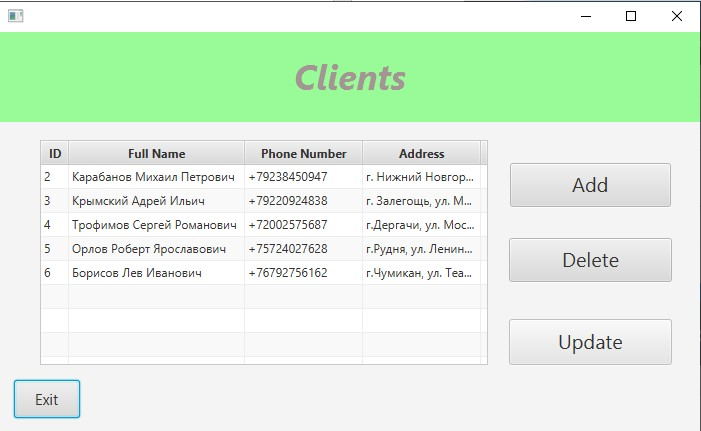 Clients
ID Full Name Phone Number Address
2 Карабанов Михаил Петрович +79238450947 г. Нижний Новгор...
3 Крымский Адрей Ильич +79220924838 г. Залегощь, ул. М...
4 Трофимов Сергей Романович +72002575687 г.Дергачи, ул. Мос...
5 Орлов Роберт Ярославович +75724027628 г.Рудня, ул. Ленин...
6 Борисов Лев Иванович +76792756162 г.Чумикан, ул. Теа...
Add
Delete
Update
Exit